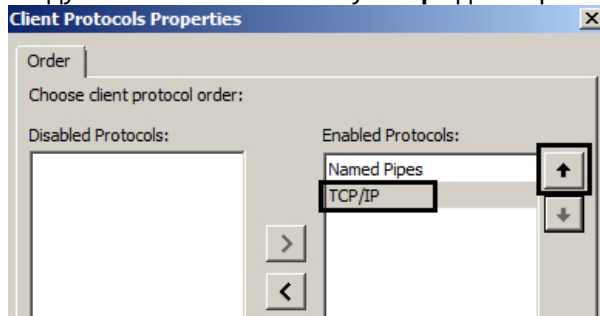 Client Protocols Properties
Order
Choose client protocol order:
Disabled Protocols:
Enabled Protocols:
Named Pipes
TCP/IP